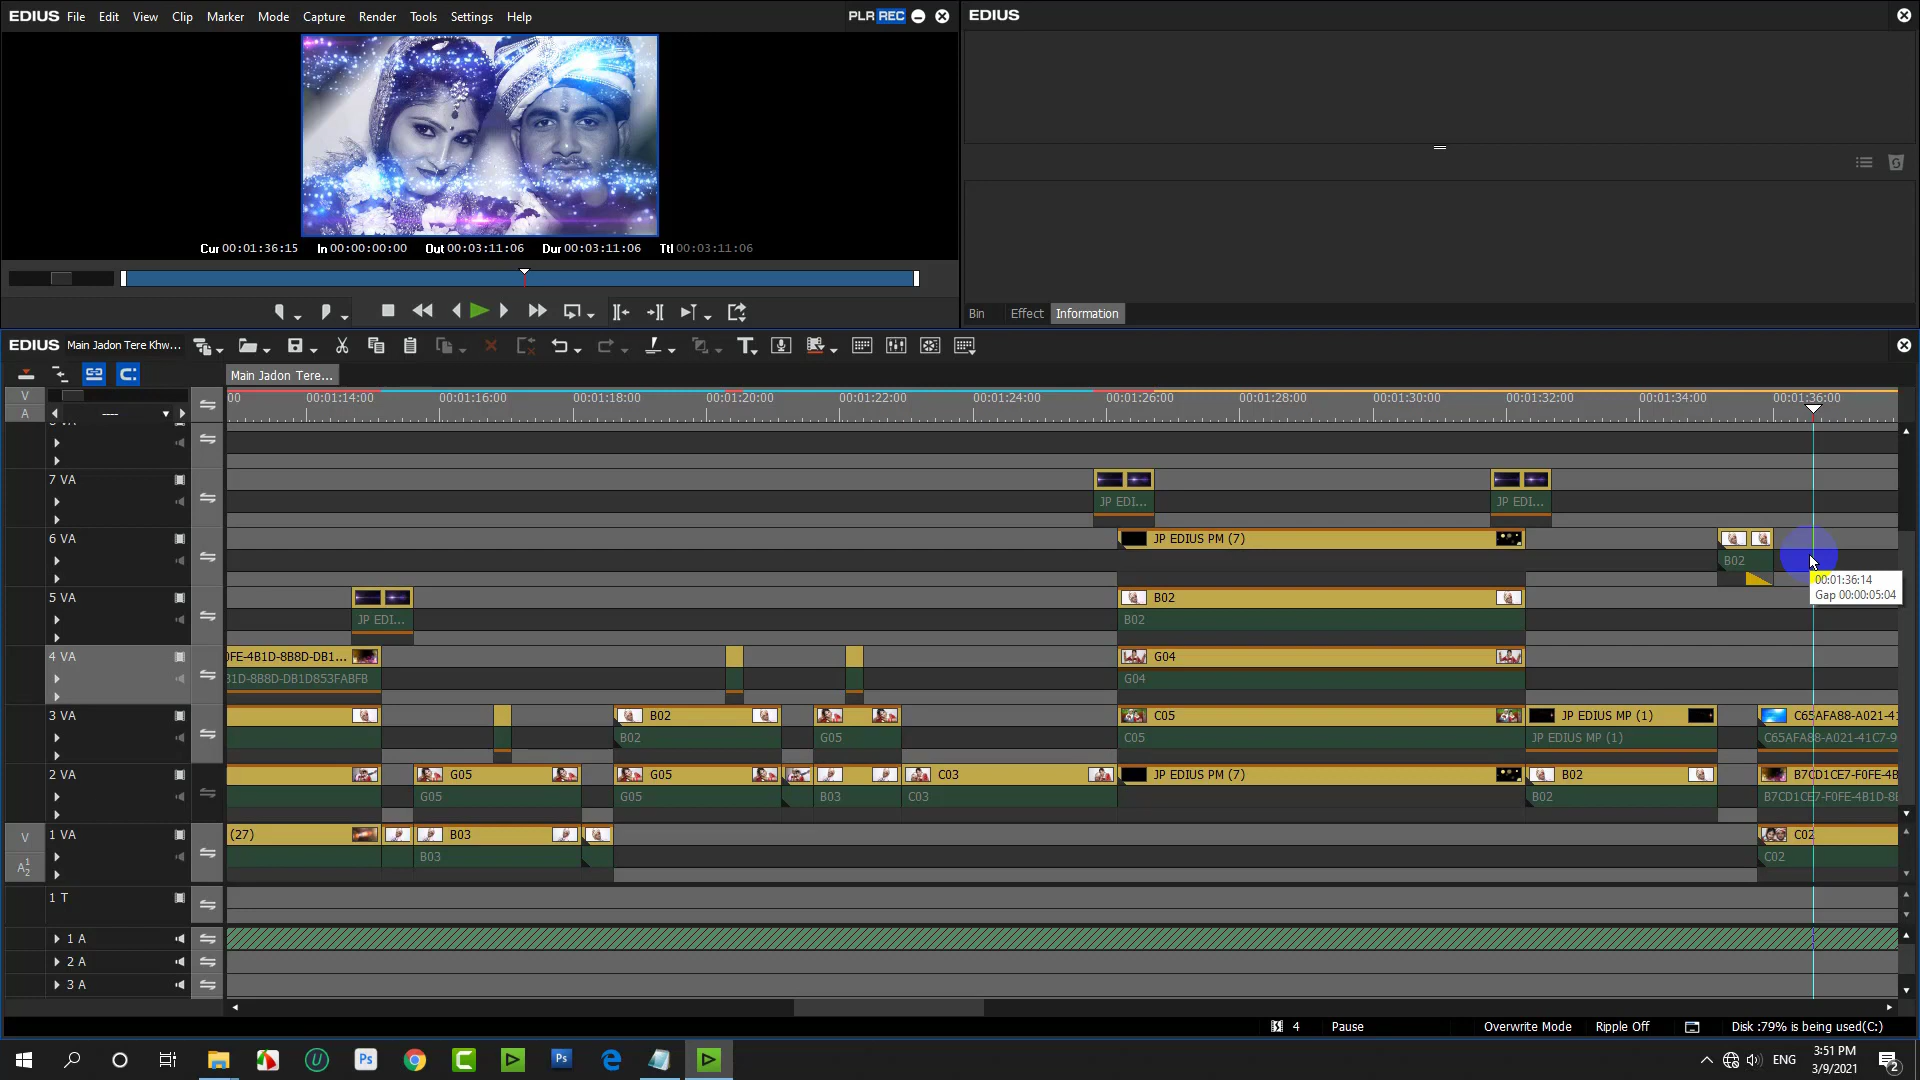 EDIUS File Edit View Clip Marker Mode Capture Render Tools Settings Help PLR REC
Cur 00:01:36:15 In 00:00:00:00 Out 00:03:11:06 Dur 00:03:11:06 Ttl 00:03:11:06
EDIUS
Bin Effect Information
EDIUS Main Jadon Tere Khw...
Main Jadon Tere...
V
A ----
00 00:01:14:00 00:01:16:00 00:01:18:00 00:01:20:00 00:01:22:00 00:01:24:00 00:01:26:00 00:01:28:00 00:01:30:00 00:01:32:00 00:01:34:00 00:01:36:00
7 VA
JP EDI... JP EDI...
6 VA JP EDIUS PM (7)
B02
00:01:36:14
Gap 00:00:05:04
5 VA B02
JP EDI... B02
4 VA 0FE-4B1D-8B8D-DB1... G04
B1D-8B8D-DB1D853FABFB G04
3 VA B02 C05 JP EDIUS MP (1) C65AFA88-A021-41
B02 G05 C05 JP EDIUS MP (1) C65AFA88-A021-41C7-9
2 VA G05 G05 C03 JP EDIUS PM (7) B02 B7CD1CE7-F0FE-4B
G05 G05 B03 C03 B02 B7CD1CE7-F0FE-4B1D-8B
V 1 VA (27) B03 C02
A 1 2 B03 C02
1 T
1 A
2 A
3 A
4 Pause Overwrite Mode Ripple Off Disk :79% is being used(C:)
Ps Ps ENG 3:51 PM
3/9/2021 2